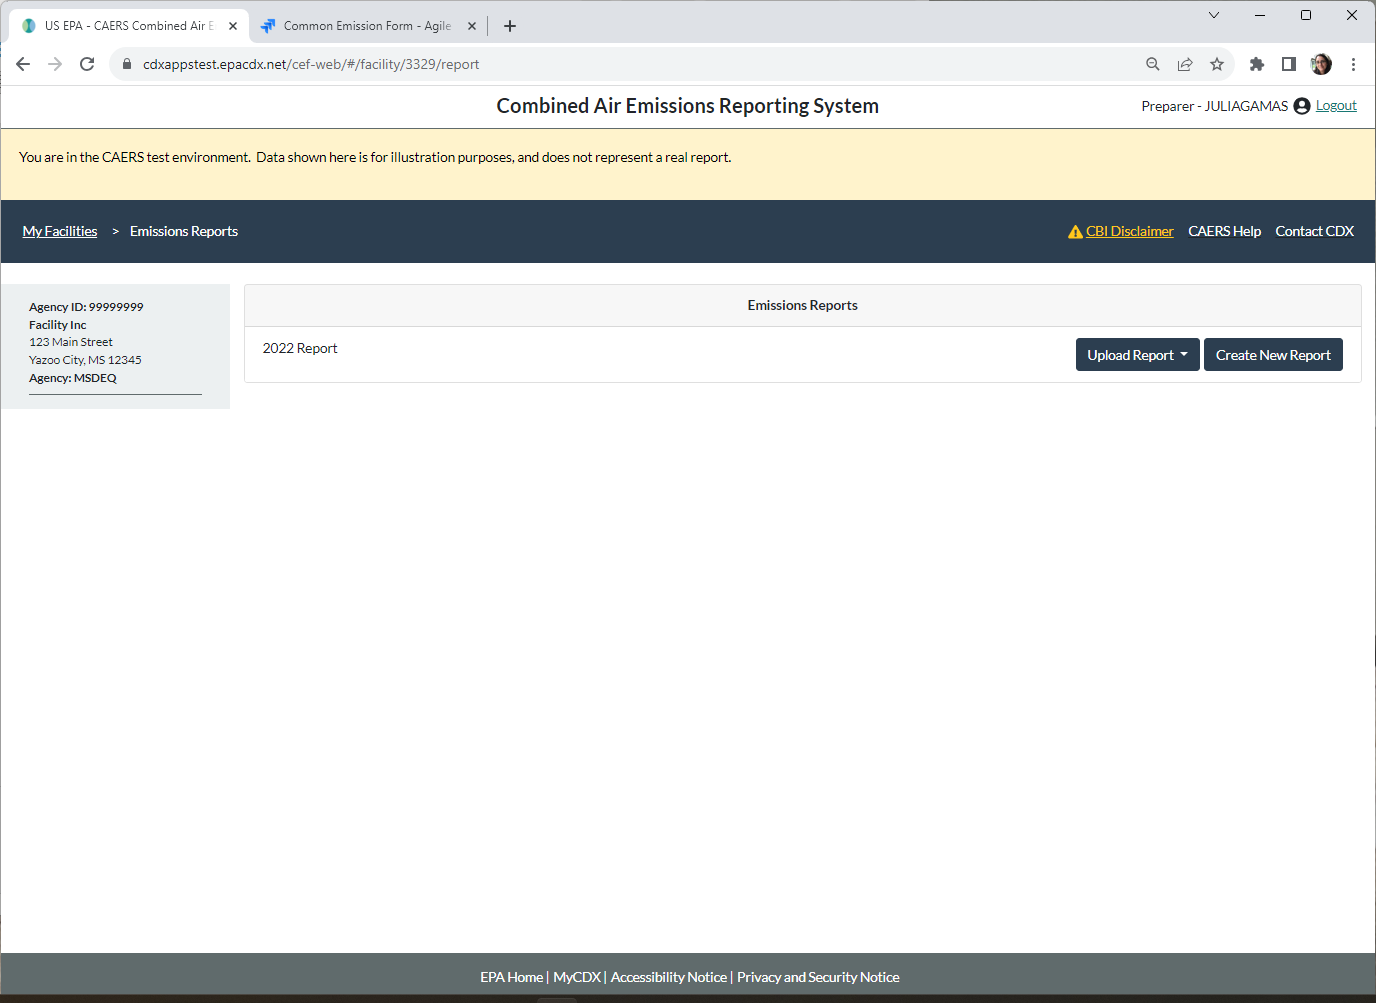 US EPA - CAERS Combined Air E
Common Emission Form - Agile
cdxappstest.epacdx.net/cef-web/#/facility/3329/report
Combined Air Emissions Reporting System
Preparer - JULIAGAMAS Logout
You are in the CAERS test environment. Data shown here is for illustration purposes, and does not represent a real report.
My Facilities > Emissions Reports
CBI Disclaimer CAERS Help Contact CDX
Agency ID: 99999999
Facility Inc
123 Main Street
Yazoo City, MS 12345
Agency: MSDEQ
Emissions Reports
2022 Report
Upload Report Create New Report
EPA Home | MyCDX | Accessibility Notice | Privacy and Security Notice